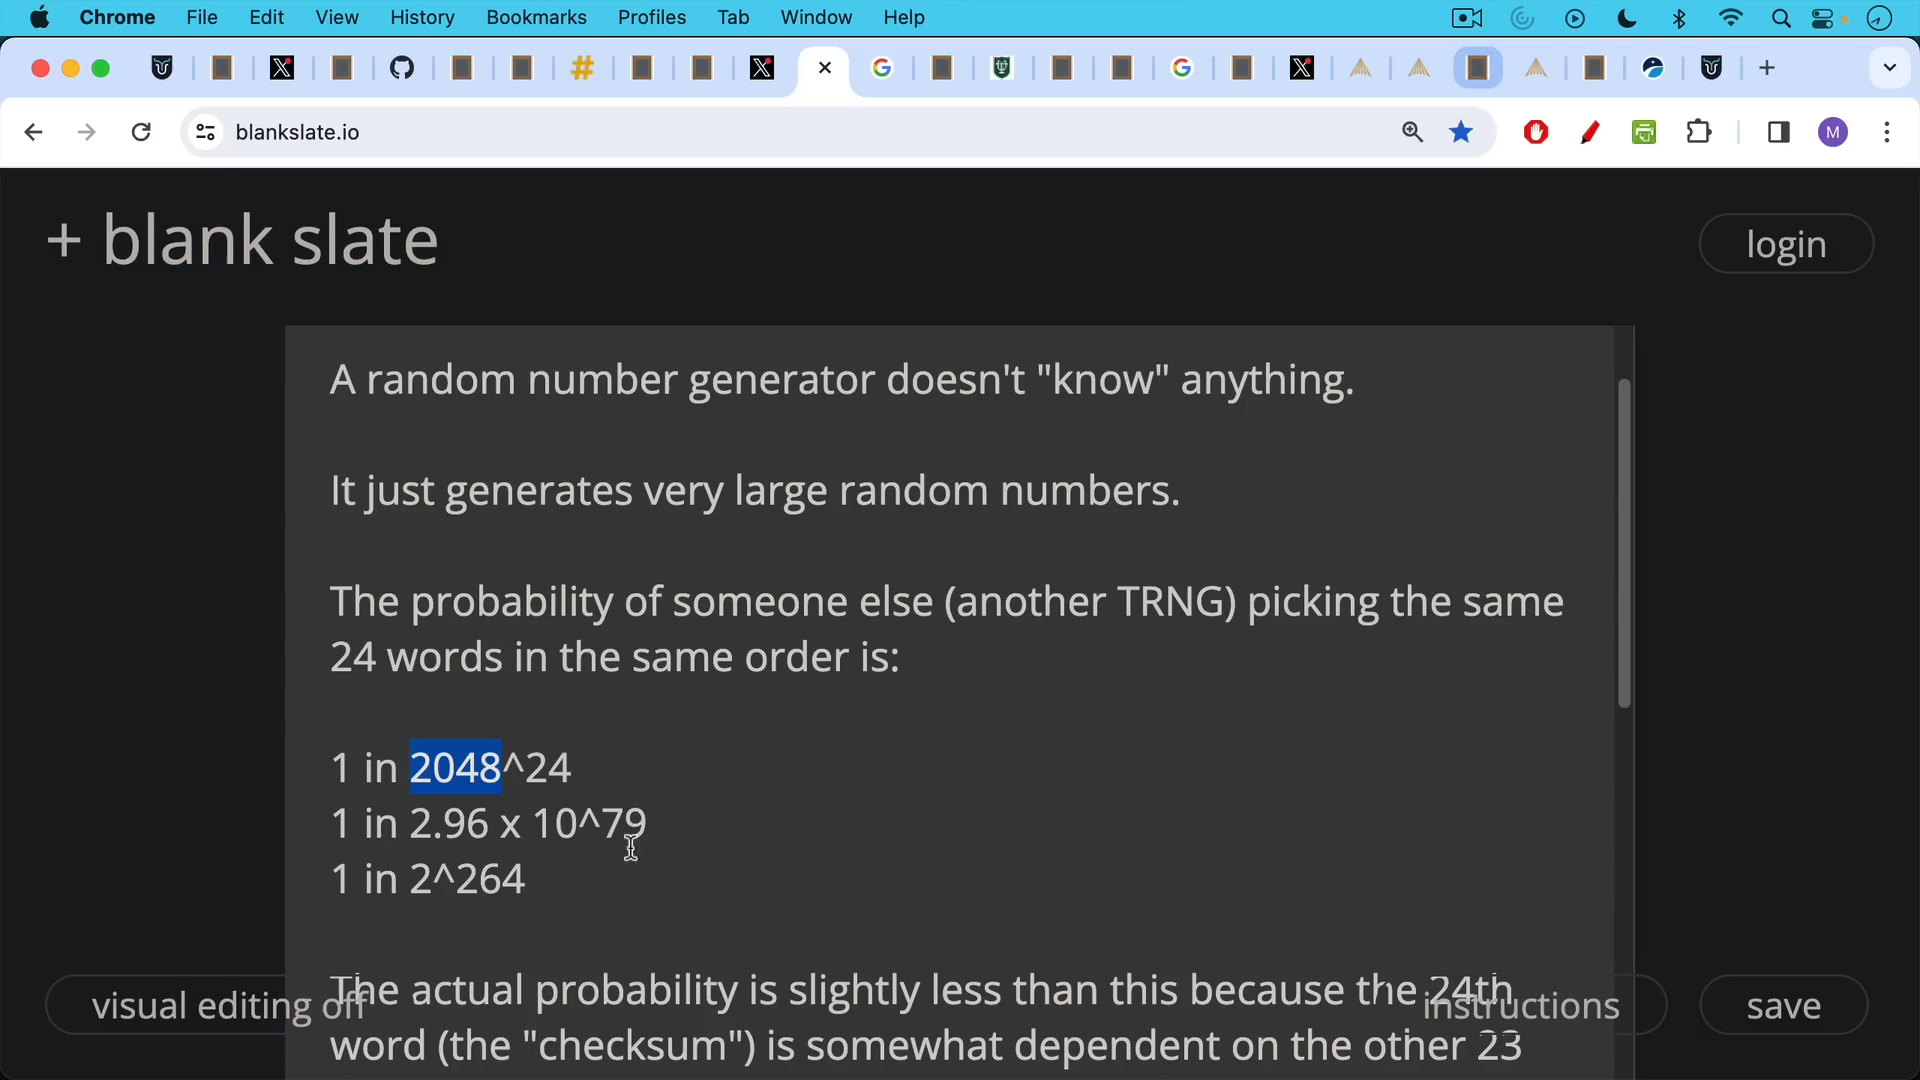 Chrome File Edit View History Bookmarks Profiles Tab Window Help
blankslate.io
M
+ blank slate
login
A random number generator doesn't "know" anything.
It just generates very large random numbers.
The probability of someone else (another TRNG) picking the same
24 words in the same order is:
1 in 2048^24
1 in 2.96 x 10^79
1 in 2^264
The actual probability is slightly less than this because the 24th
word (the "checksum") is somewhat dependent on the other 23
visual editing off
instructions
save